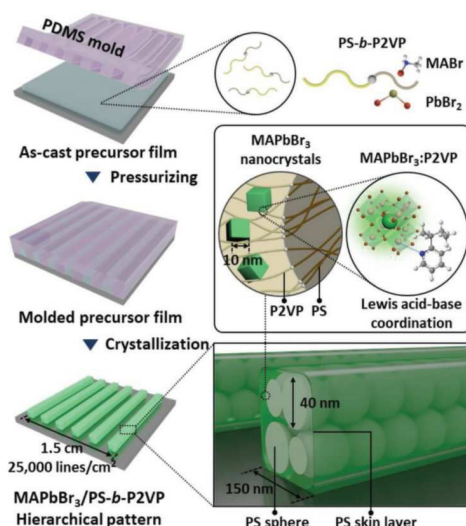 PDMS mold
PS-b-P2VP
MABr
PbBr2
As-cast precursor film
Pressurizing
MAPbBr3
nanocrystals
MAPbBr3:P2VP
10 nm
P2VP
PS
Lewis acid-base
coordination
Molded precursor film
Crystallization
1.5 cm
25,000 lines/cm2
MAPbBr3/PS-b-P2VP
Hierarchical pattern
40 nm
150 nm
PS sphere
PS skin layer